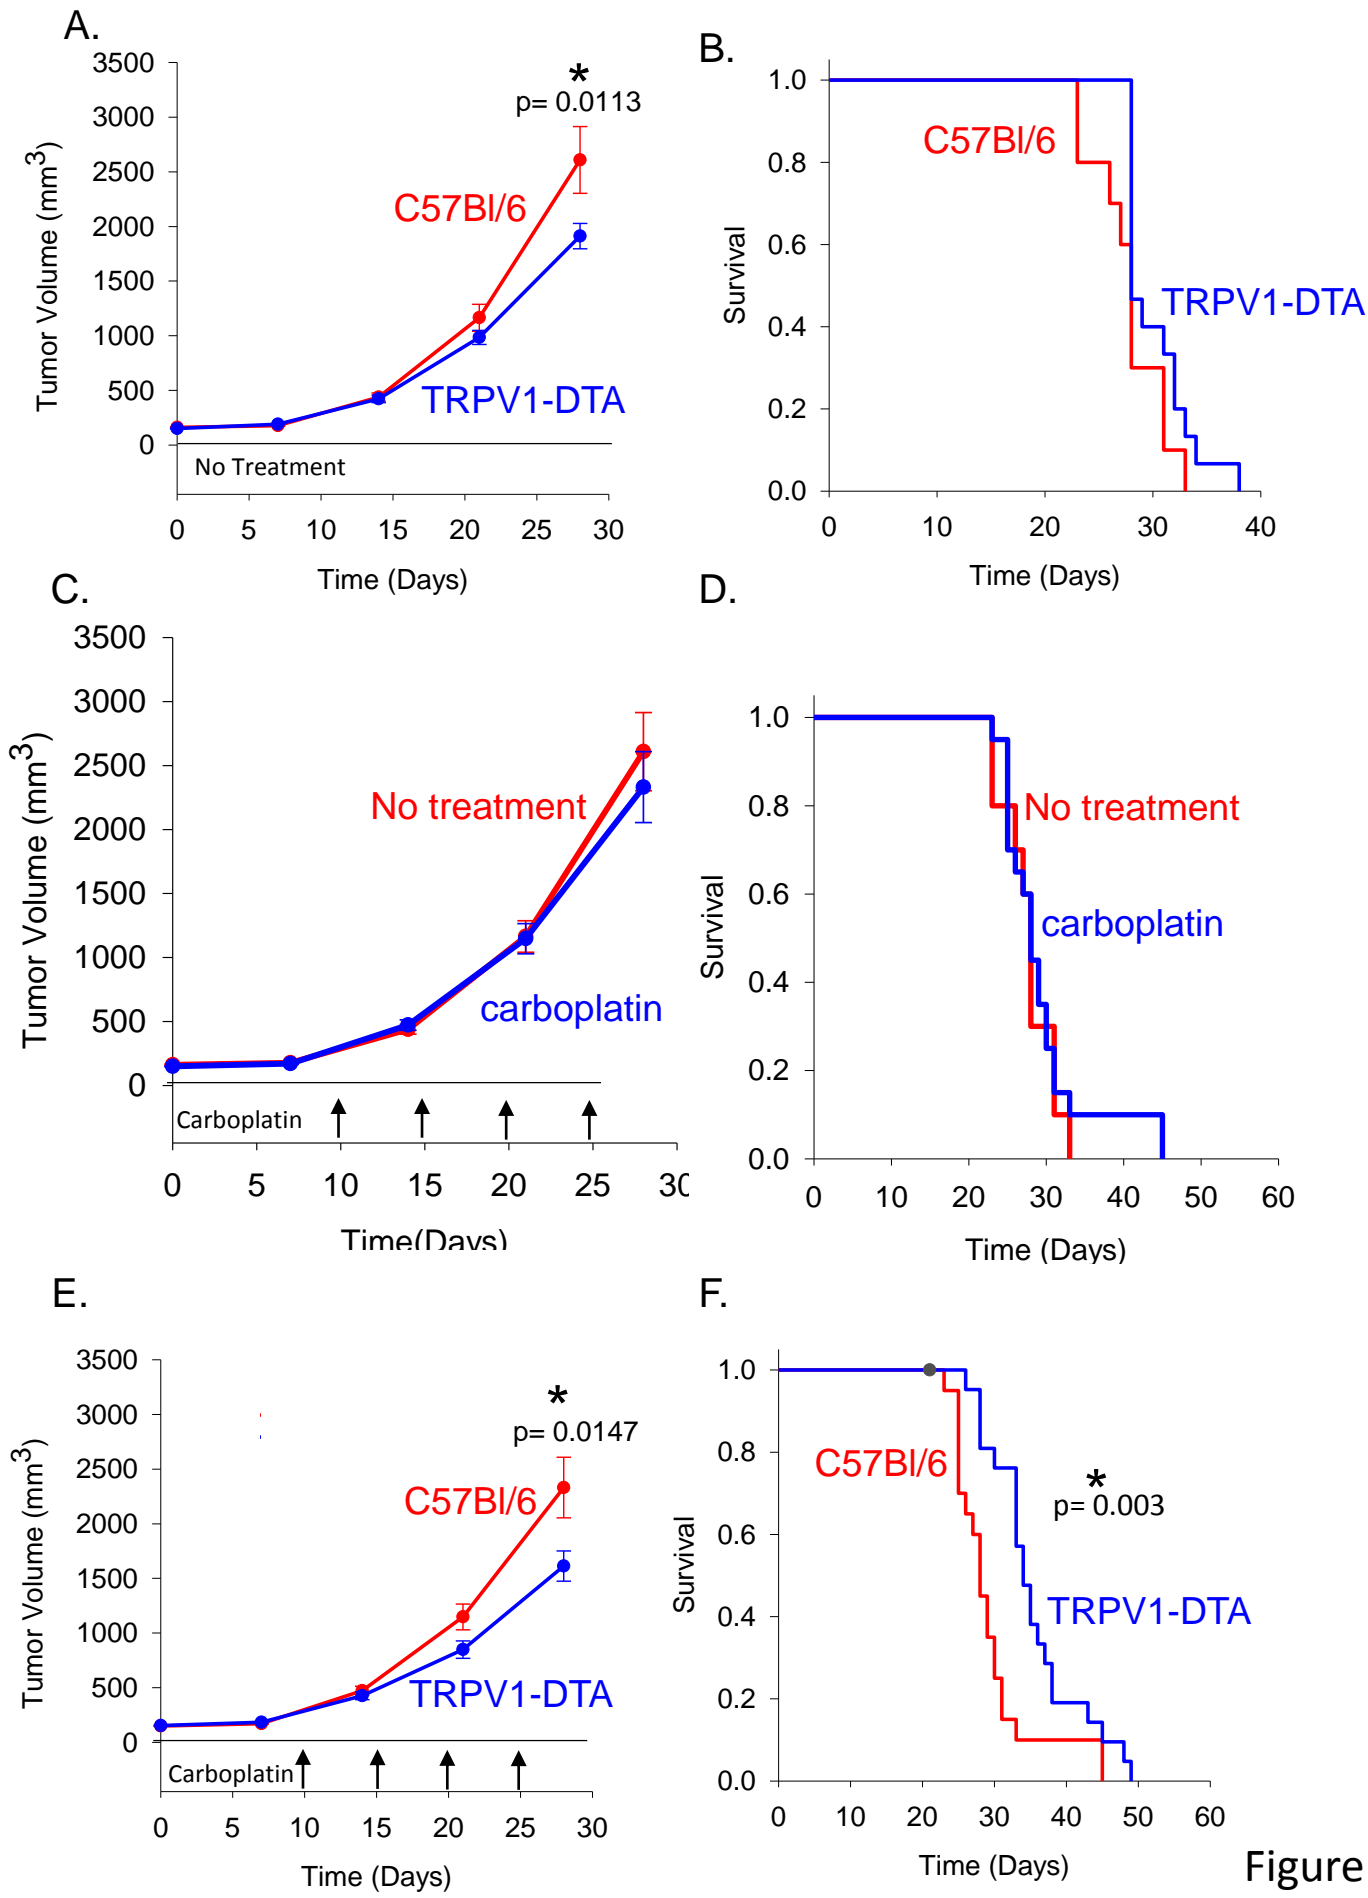 A.
3500
3000
2500
2000
1500
1000
500
0
Tumor Volume (mm3)
*
p= 0.0113
C57Bl/6
TRPV1-DTA
No Treatment
0 5 10 15 20 25 30
Time (Days)
B.
1.0
0.8
0.6
0.4
0.2
0.0
Survival
C57Bl/6
TRPV1-DTA
0 10 20 30 40
Time (Days)
C.
3500
3000
2500
2000
1500
1000
500
0
Tumor Volume (mm3)
No treatment
carboplatin
Carboplatin
0 5 10 15 20 25 30
Time(Days)
D.
1.0
0.8
0.6
0.4
0.2
0.0
Survival
No treatment
carboplatin
0 10 20 30 40 50 60
Time (Days)
E.
3500
3000
2500
2000
1500
1000
500
0
Tumor Volume (mm3)
*
p= 0.0147
C57Bl/6
TRPV1-DTA
Carboplatin
0 5 10 15 20 25 30
Time (Days)
F.
1.0
0.8
0.6
0.4
0.2
0.0
Survival
C57Bl/6
*
p= 0.003
TRPV1-DTA
0 10 20 30 40 50 60
Time (Days)
Figure